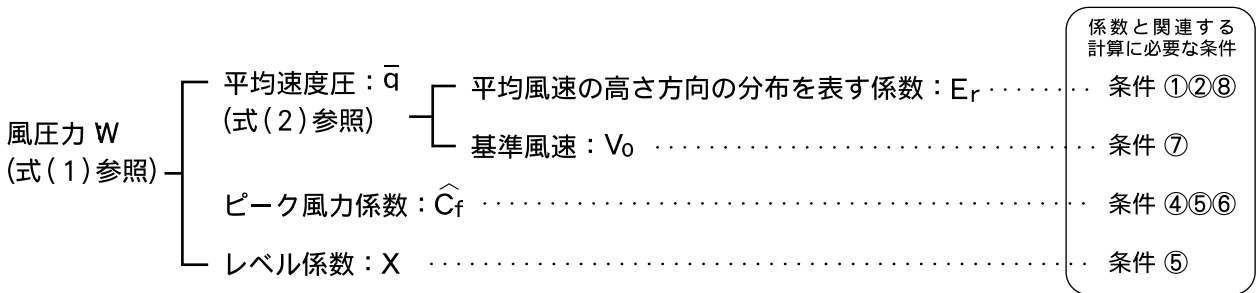 係数と関連する
計算に必要な条件
平均速度圧：q̄
(式(2)参照)
平均風速の高さ方向の分布を表す係数：Er ········ 条件 ①②⑧
風圧力 W
(式(1)参照)
基準風速：V₀ ································ 条件 ⑦
ピーク風力係数：Ĉf ················································ 条件 ④⑤⑥
レベル係数：X ···················································· 条件 ⑤